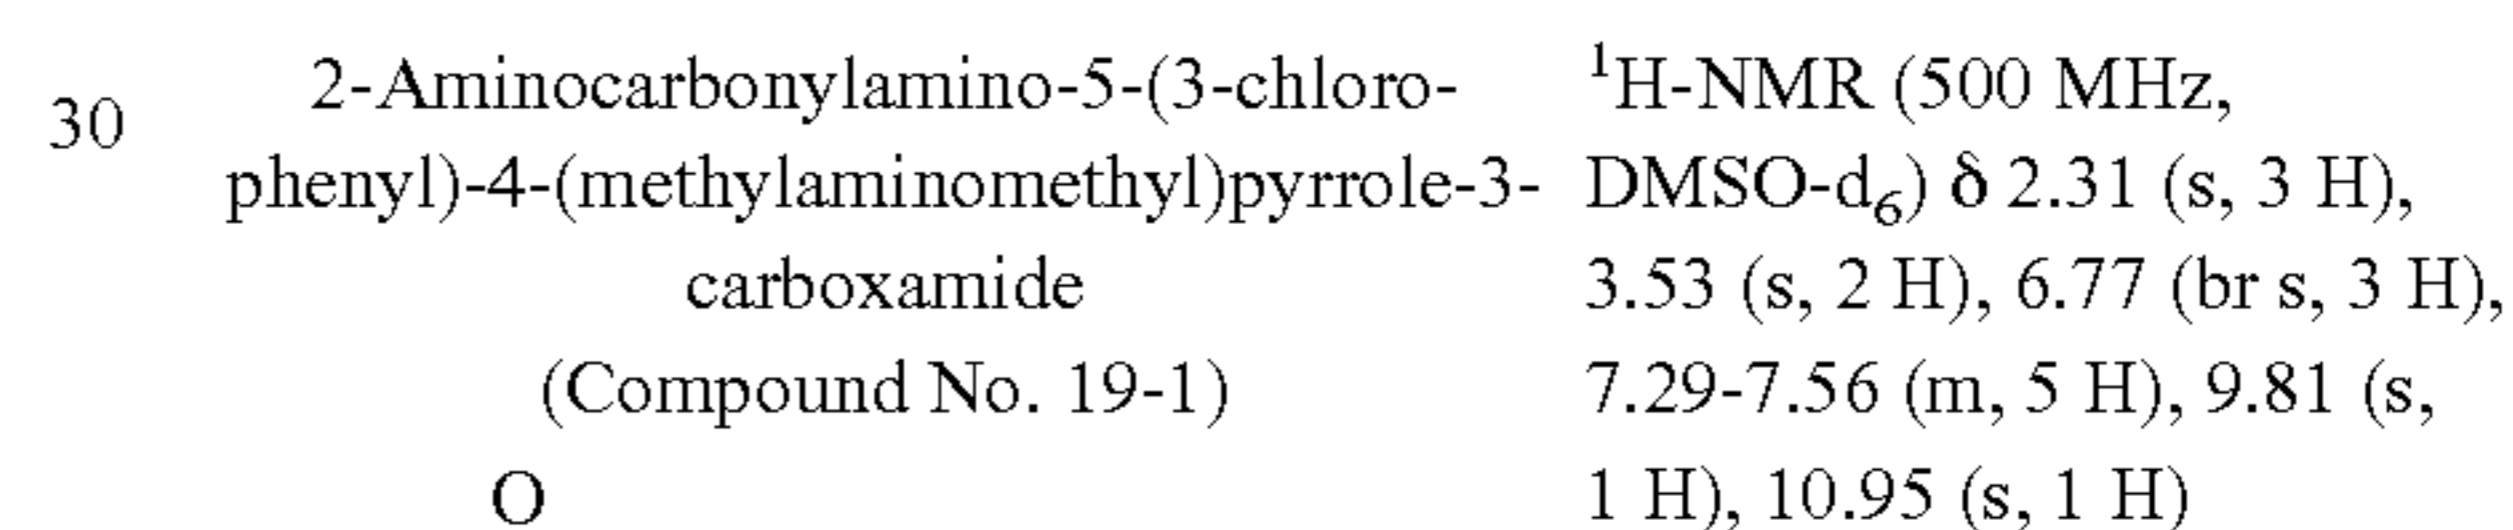 30
2-Aminocarbonylamino-5-(3-chloro-
phenyl)-4-(methylaminomethyl)pyrrole-3-
carboxamide
(Compound No. 19-1)
O
¹H-NMR (500 MHz,
DMSO-d₆) δ 2.31 (s, 3 H),
3.53 (s, 2 H), 6.77 (br s, 3 H),
7.29-7.56 (m, 5 H), 9.81 (s,
1 H), 10.95 (s, 1 H)